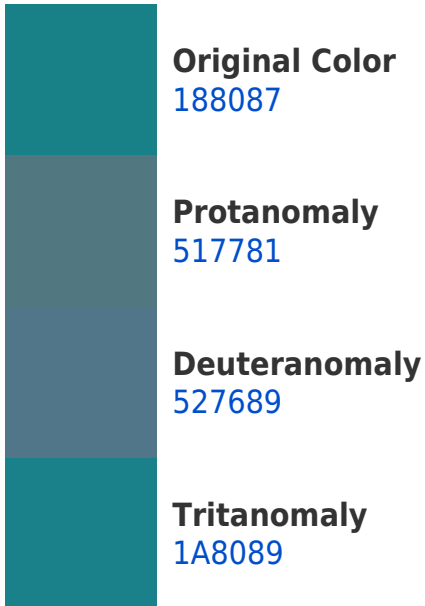 Original Color
188087
Protanomaly
517781
Deuteranomaly
527689
Tritanomaly
1A8089